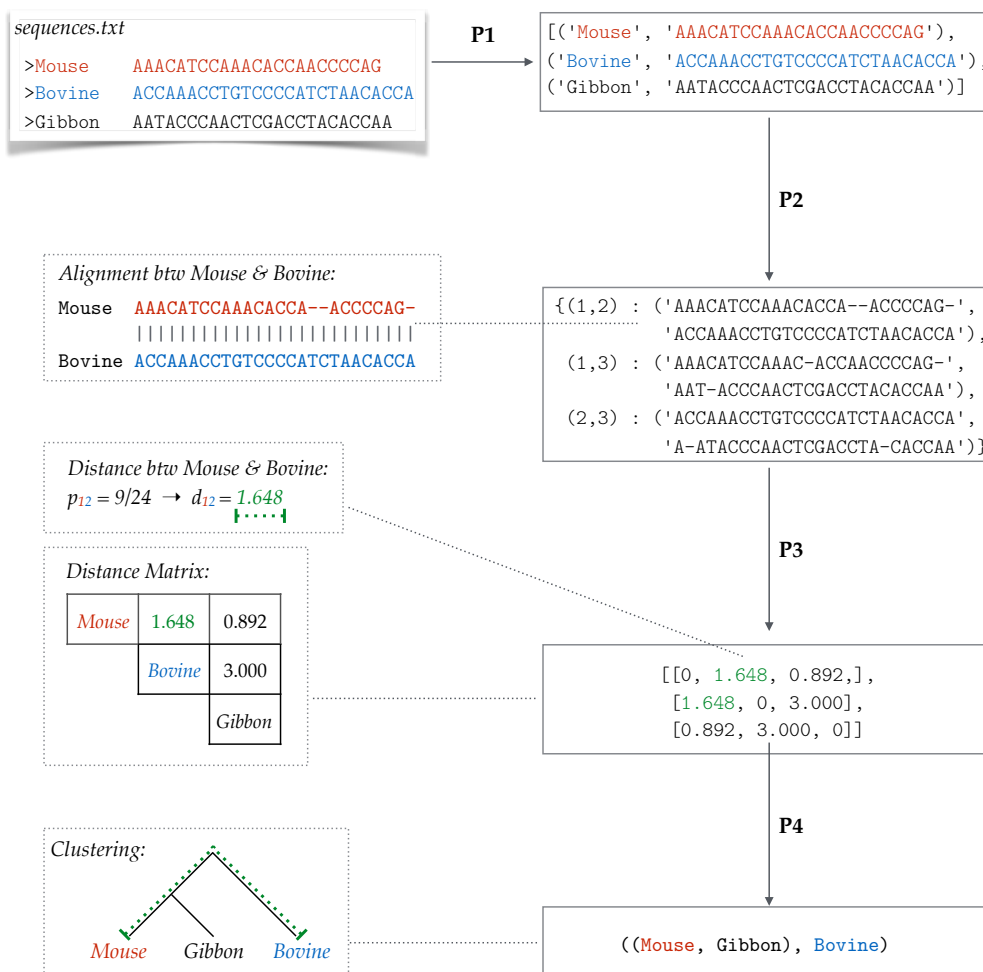 sequences.txt
>Mouse AAACATCCAAACACCAACCCCAG
>Bovine ACCAAACCTGTCCCCATCTAACACCA
>Gibbon AATACCCAACTCGACCTACACCAA
P1
[('Mouse', 'AAACATCCAAACACCAACCCCAG'),
('Bovine', 'ACCAAACCTGTCCCCATCTAACACCA'),
('Gibbon', 'AATACCCAACTCGACCTACACCAA')]
P2
Alignment btw Mouse & Bovine:
Mouse AAACATCCAAACACCA--ACCCCAG-
||||||||||||||||||||||||||
Bovine ACCAAACCTGTCCCCATCTAACACCA
{(1,2) : ('AAACATCCAAACACCA--ACCCCAG-',
'ACCAAACCTGTCCCCATCTAACACCA'),
(1,3) : ('AAACATCCAAAC-ACCAACCCCAG-',
'AAT-ACCCAACTCGACCTACACCAA'),
(2,3) : ('ACCAAACCTGTCCCCATCTAACACCA',
'A-ATACCCAACTCGACCTA-CACCAA')}
Distance btw Mouse & Bovine:
p12 = 9/24 → d12 = 1.648
P3
Distance Matrix:
Mouse 1.648 0.892
Bovine 3.000
Gibbon
[[0, 1.648, 0.892,],
[1.648, 0, 3.000],
[0.892, 3.000, 0]]
P4
Clustering:
Mouse Gibbon Bovine
((Mouse, Gibbon), Bovine)